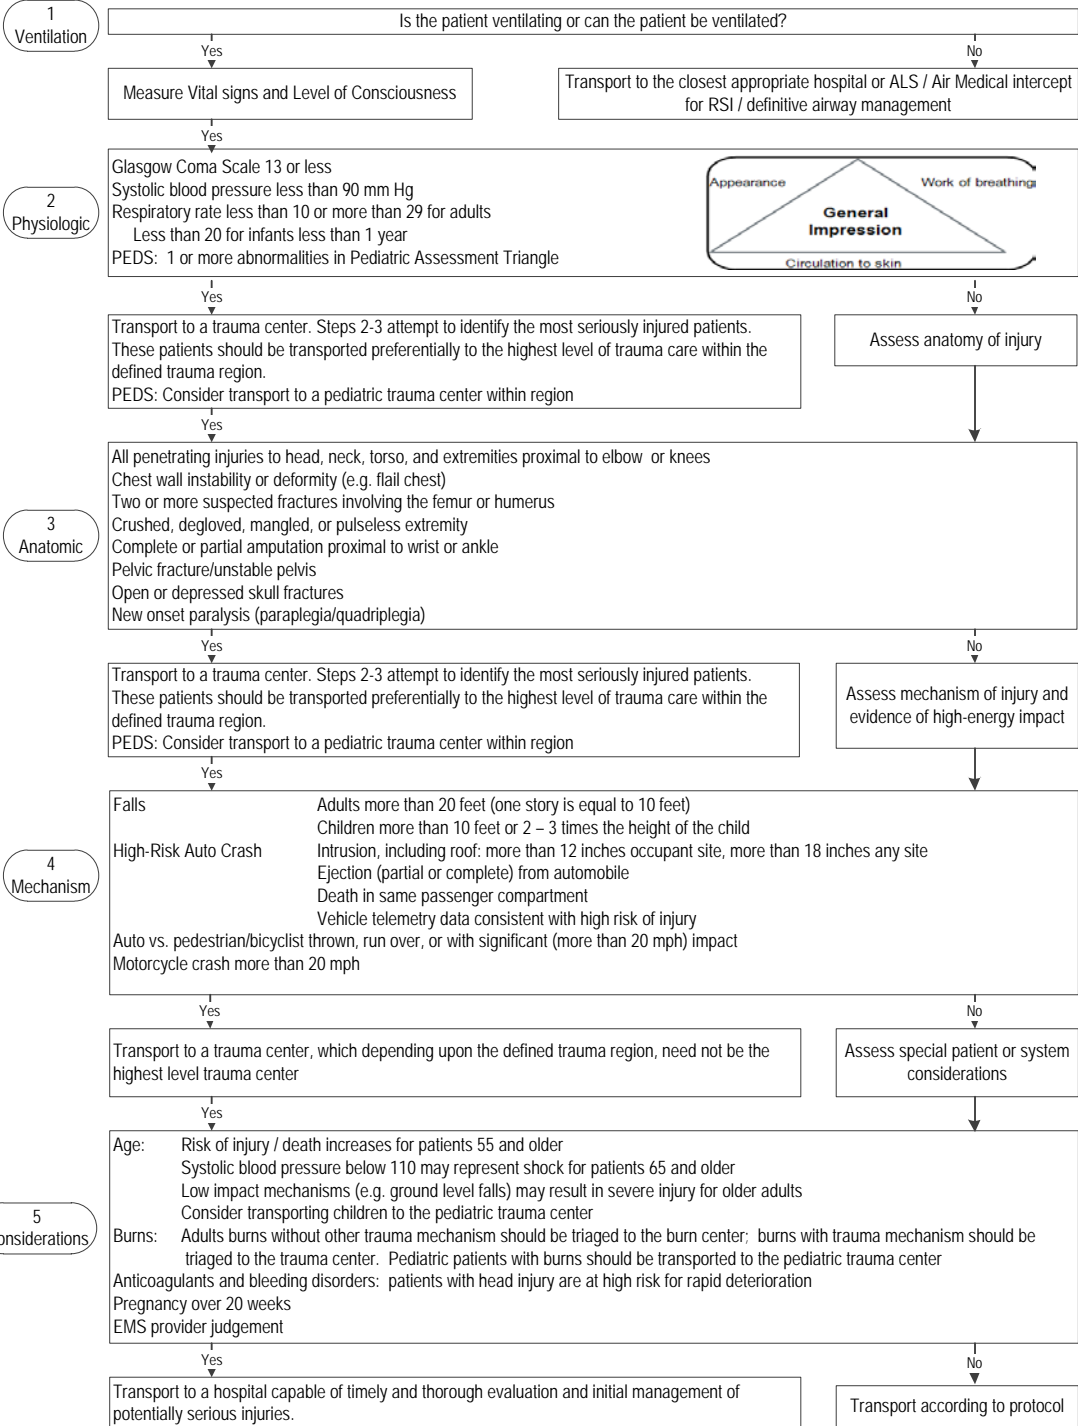 1
Ventilation
Is the patient ventilating or can the patient be ventilated?
Yes
No
Measure Vital signs and Level of Consciousness
Transport to the closest appropriate hospital or ALS / Air Medical intercept
for RSI / definitive airway management
Yes
2
Physiologic
Glasgow Coma Scale 13 or less
Systolic blood pressure less than 90 mm Hg
Respiratory rate less than 10 or more than 29 for adults
Less than 20 for infants less than 1 year
PEDS: 1 or more abnormalities in Pediatric Assessment Triangle
Appearance
Work of breathing
General
Impression
Circulation to skin
Yes
No
Transport to a trauma center. Steps 2-3 attempt to identify the most seriously injured patients.
These patients should be transported preferentially to the highest level of trauma care within the
defined trauma region.
PEDS: Consider transport to a pediatric trauma center within region
Assess anatomy of injury
Yes
3
Anatomic
All penetrating injuries to head, neck, torso, and extremities proximal to elbow or knees
Chest wall instability or deformity (e.g. flail chest)
Two or more suspected fractures involving the femur or humerus
Crushed, degloved, mangled, or pulseless extremity
Complete or partial amputation proximal to wrist or ankle
Pelvic fracture/unstable pelvis
Open or depressed skull fractures
New onset paralysis (paraplegia/quadriplegia)
Yes
No
Transport to a trauma center. Steps 2-3 attempt to identify the most seriously injured patients.
These patients should be transported preferentially to the highest level of trauma care within the
defined trauma region.
PEDS: Consider transport to a pediatric trauma center within region
Assess mechanism of injury and
evidence of high-energy impact
Yes
4
Mechanism
Falls Adults more than 20 feet (one story is equal to 10 feet)
Children more than 10 feet or 2 – 3 times the height of the child
High-Risk Auto Crash Intrusion, including roof: more than 12 inches occupant site, more than 18 inches any site
Ejection (partial or complete) from automobile
Death in same passenger compartment
Vehicle telemetry data consistent with high risk of injury
Auto vs. pedestrian/bicyclist thrown, run over, or with significant (more than 20 mph) impact
Motorcycle crash more than 20 mph
Yes
No
Transport to a trauma center, which depending upon the defined trauma region, need not be the
highest level trauma center
Assess special patient or system
considerations
Yes
5
onsiderations
Age: Risk of injury / death increases for patients 55 and older
Systolic blood pressure below 110 may represent shock for patients 65 and older
Low impact mechanisms (e.g. ground level falls) may result in severe injury for older adults
Consider transporting children to the pediatric trauma center
Burns: Adults burns without other trauma mechanism should be triaged to the burn center; burns with trauma mechanism should be
triaged to the trauma center. Pediatric patients with burns should be transported to the pediatric trauma center
Anticoagulants and bleeding disorders: patients with head injury are at high risk for rapid deterioration
Pregnancy over 20 weeks
EMS provider judgement
Yes
No
Transport to a hospital capable of timely and thorough evaluation and initial management of
potentially serious injuries.
Transport according to protocol